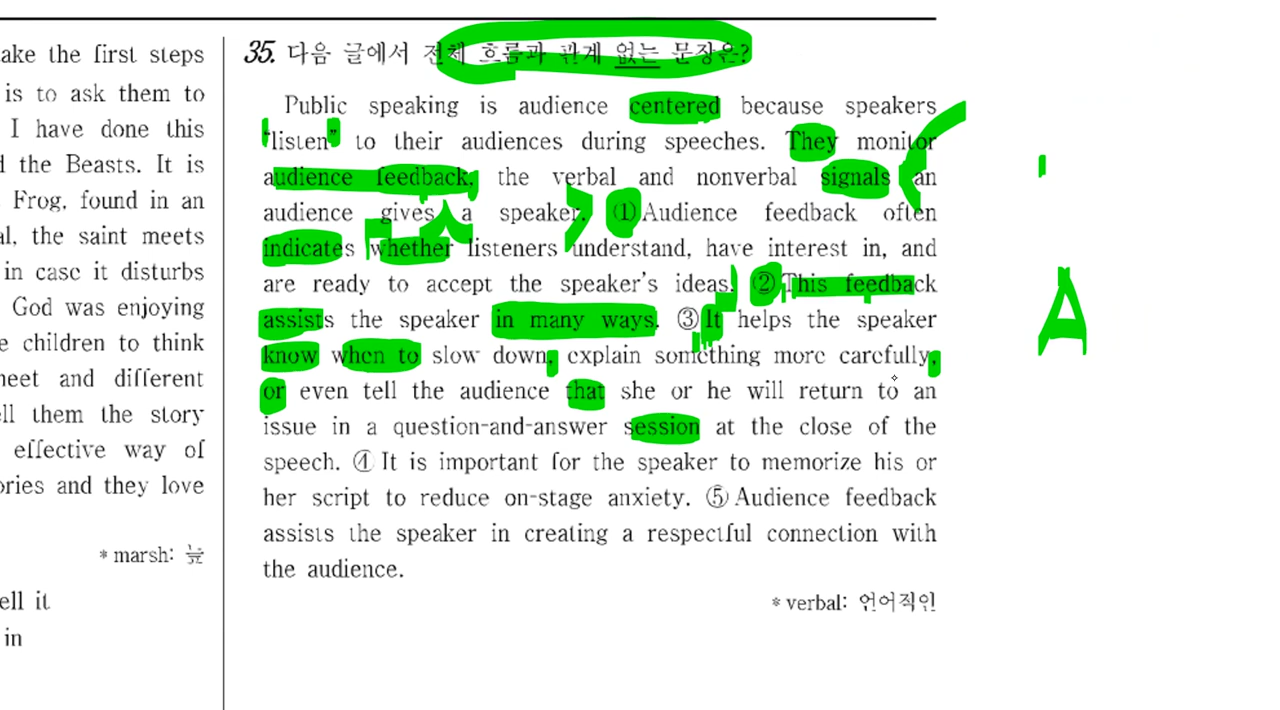 ake the first steps
is to ask them to
I have done this
d the Beasts. It is
Frog, found in an
al, the saint meets
in case it disturbs
God was enjoying
e children to think
neet and different
ell them the story
effective way of
ories and they love
* marsh: 늪
ell it
in
35. 다음 글에서 전체 흐름과 관계 없는 문장은?
Public speaking is audience centered because speakers
“listen” to their audiences during speeches. They monitor
audience feedback, the verbal and nonverbal signals an
audience gives a speaker. ① Audience feedback often
indicates whether listeners understand, have interest in, and
are ready to accept the speaker's ideas. ② This feedback
assists the speaker in many ways. ③ It helps the speaker
know when to slow down, explain something more carefully,
or even tell the audience that she or he will return to an
issue in a question-and-answer session at the close of the
speech. ④ It is important for the speaker to memorize his or
her script to reduce on-stage anxiety. ⑤ Audience feedback
assists the speaker in creating a respectful connection with
the audience.
* verbal: 언어적인
A